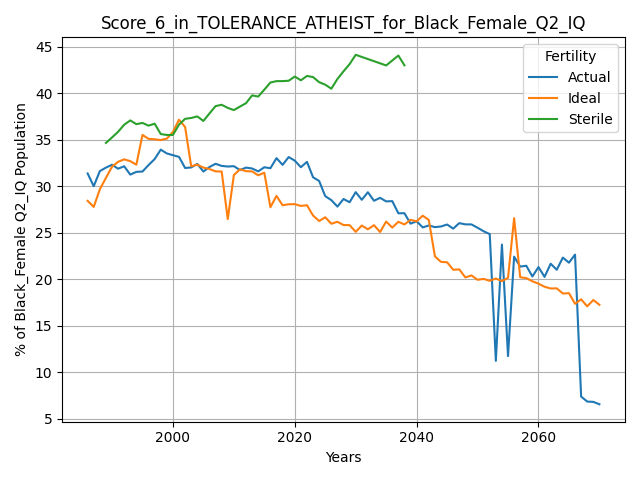 Score_6_in_TOLERANCE_ATHEIST_for_Black_Female_Q2_IQ
% of Black_Female Q2_IQ Population
45
40
35
30
25
20
15
10
5
Fertility
Actual
Ideal
Sterile
2000 2020 2040 2060
Years